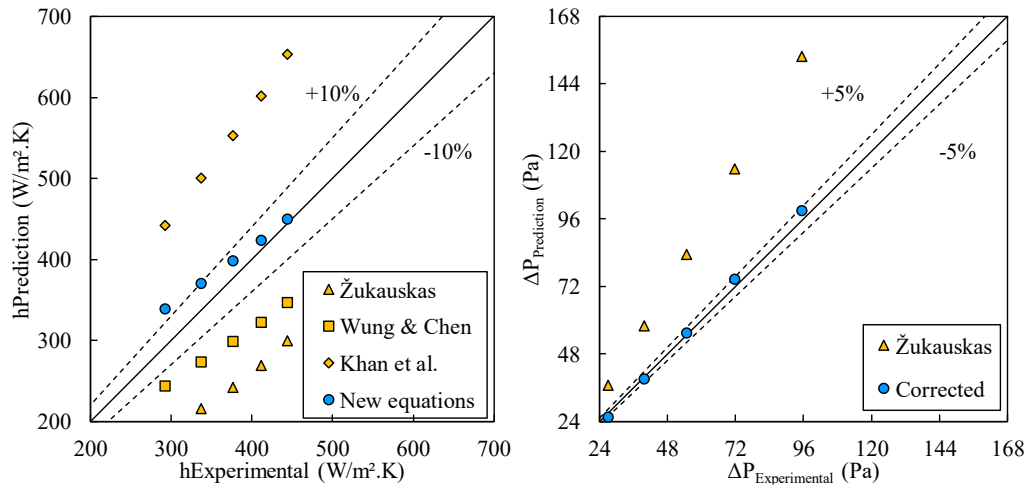 700
600
500
400
300
200
200 300 400 500 600 700
hPrediction (W/m².K)
hExperimental (W/m².K)
+10%
-10%
Žukauskas
Wung & Chen
Khan et al.
New equations
168
144
120
96
72
48
24
24 48 72 96 120 144 168
ΔPPrediction (Pa)
ΔPExperimental (Pa)
+5%
-5%
Žukauskas
Corrected